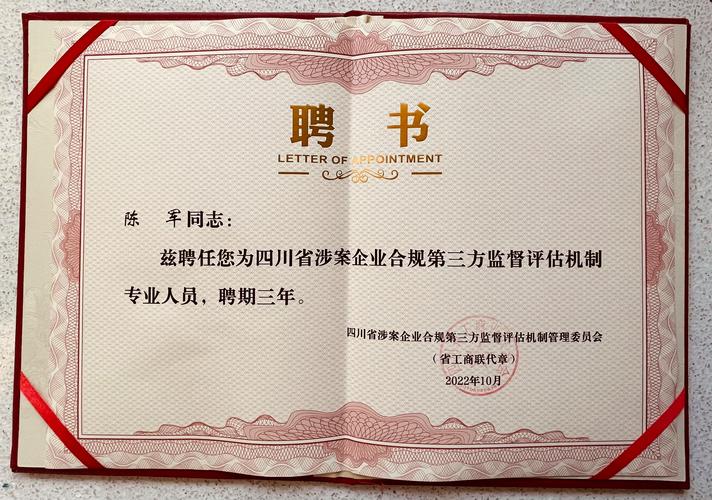 聘 书
LETTER OF APPOINTMENT
陈 军同志：
兹聘任您为四川省涉案企业合规第三方监督评估机制
专业人员，聘期三年。
四川省涉案企业合规第三方监督评估机制管理委员会
（省工商联代章）
2022年10月